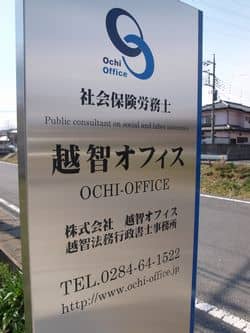 Ochi
Office
社会保険労務士
Public consultant on social and labor insurance
越智オフィス
OCHI-OFFICE
株式会社 越智オフィス
越智法務行政書士事務所
TEL.0284-64-1522
http://www.ochi-office.jp